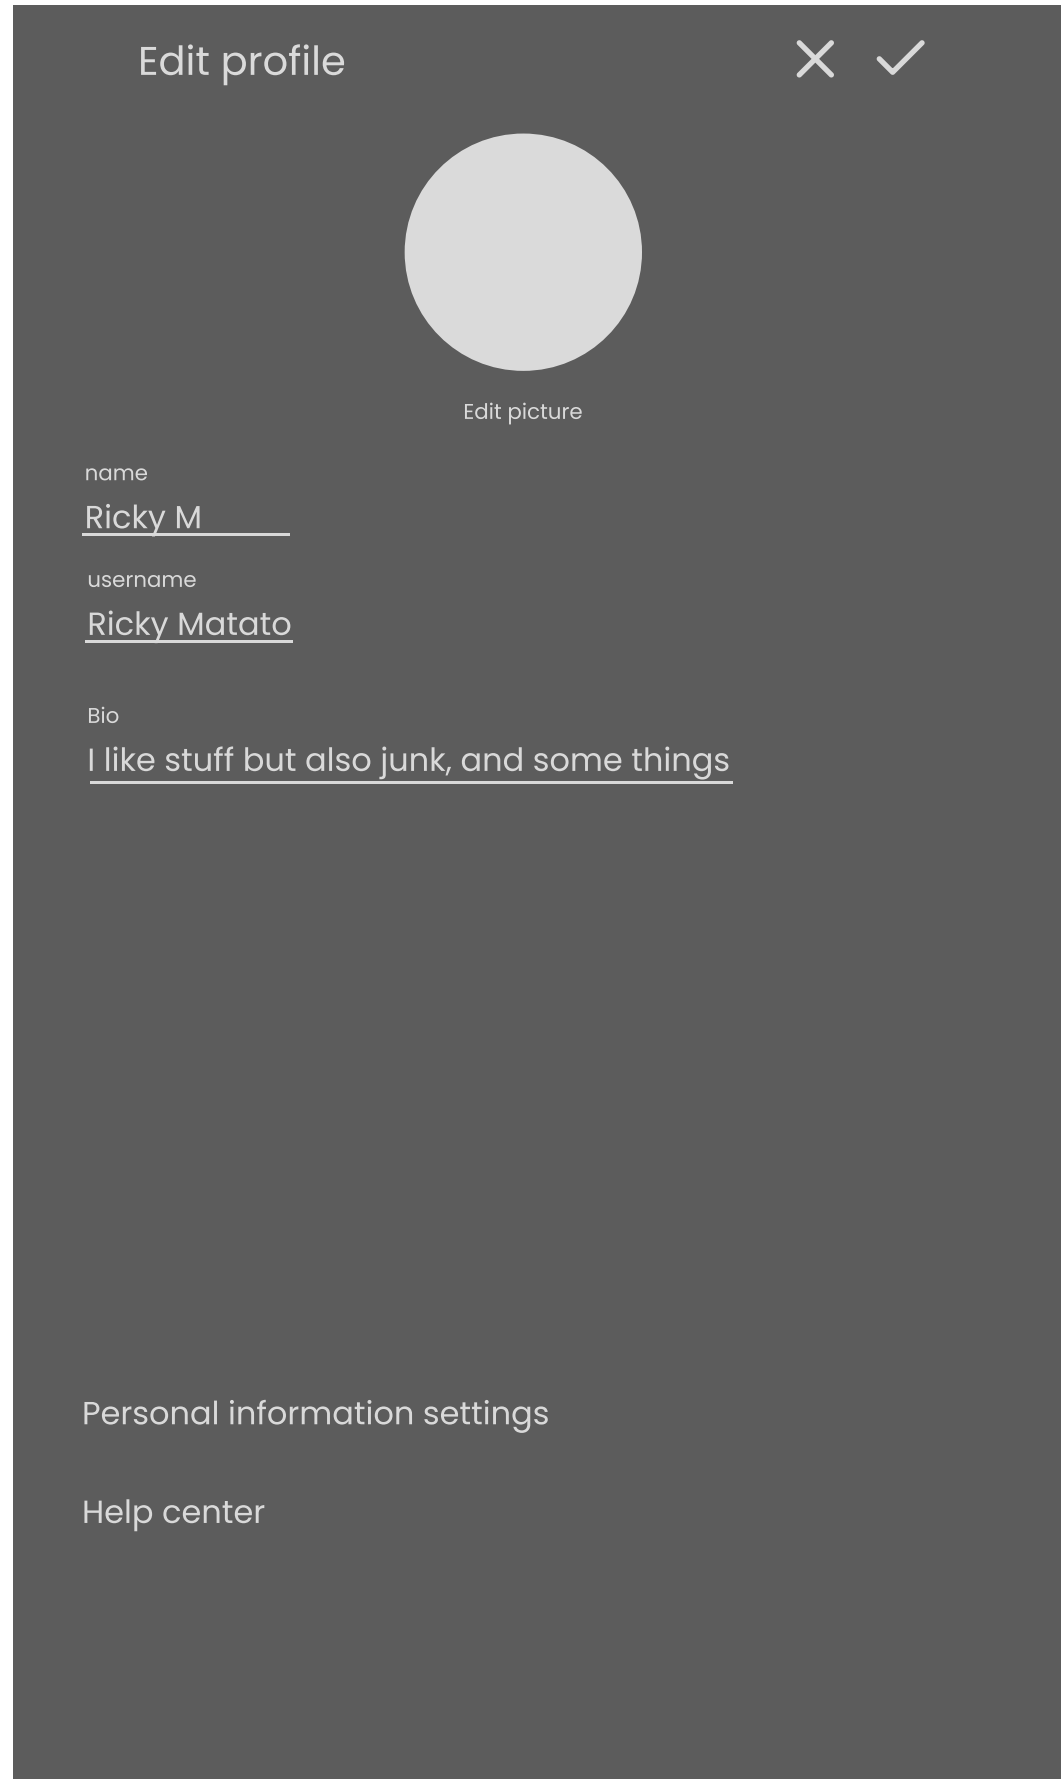 Edit profile
Edit picture
name
Ricky M
username
Ricky Matato
Bio
I like stuff but also junk, and some things
Personal information settings
Help center